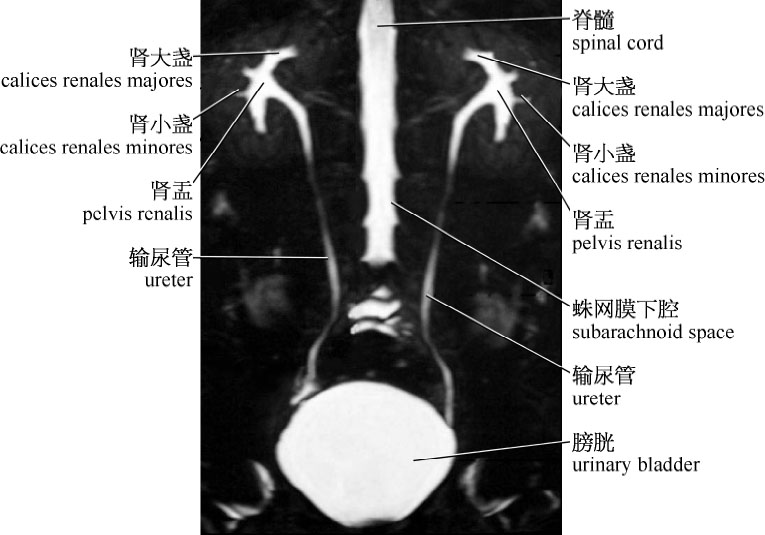 肾大盏
calices renales majores
肾小盏
calices renales minores
肾盂
pelvis renalis
输尿管
ureter
脊髓
spinal cord
肾大盏
calices renales majores
肾小盏
calices renales minores
肾盂
pelvis renalis
蛛网膜下腔
subarachnoid space
输尿管
ureter
膀胱
urinary bladder